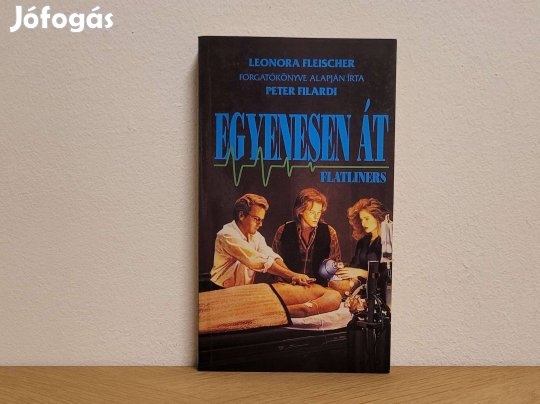 Jófogás
LEONORA FLEISCHER
FORGATÓKÖNYVE ALAPJÁN ÍRTA
PETER FILARDI
EGYENESEN ÁT
FLATLINERS